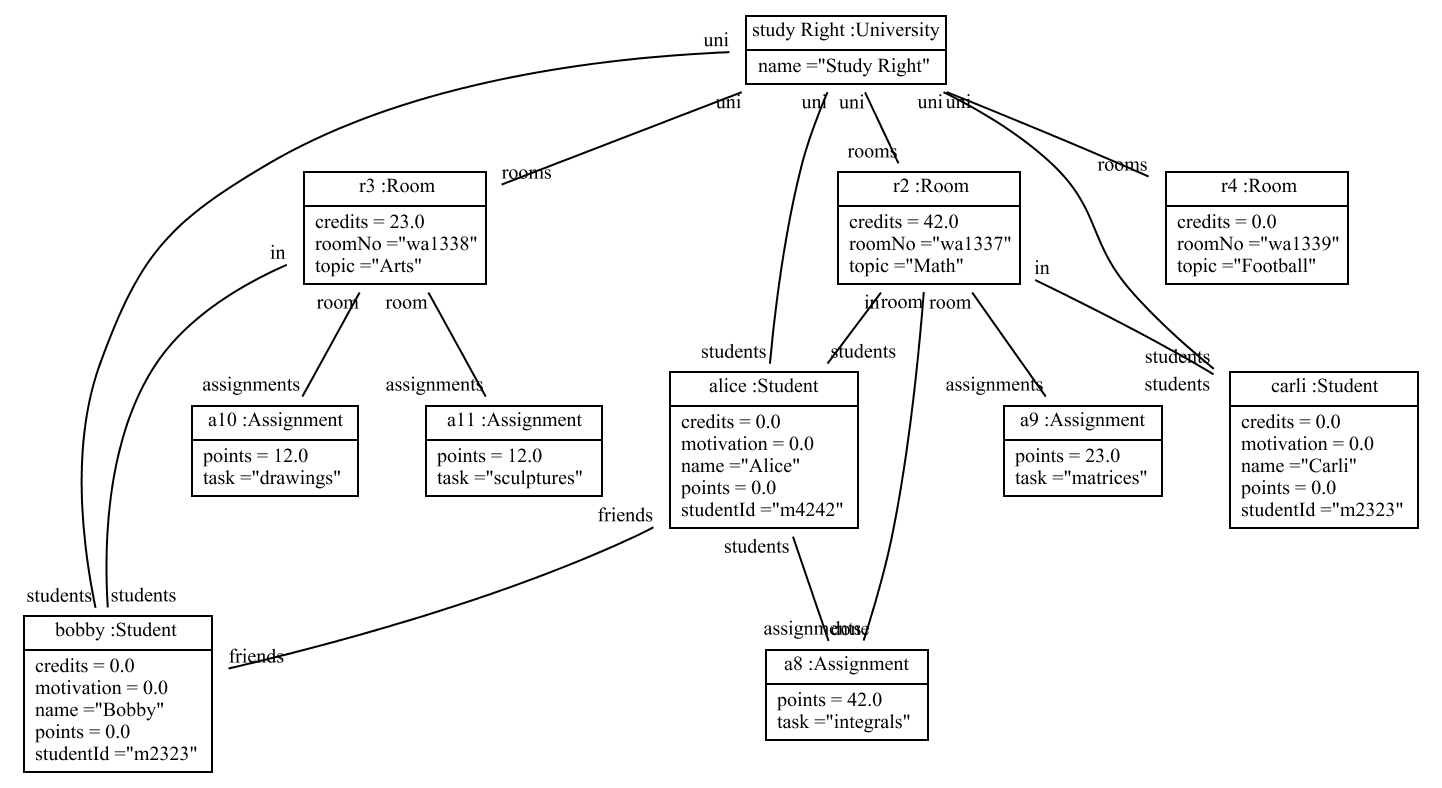 study Right :University
name ="Study Right"
uni
uni
uni
uni
uni
uni
rooms
rooms
rooms
r3 :Room
credits = 23.0
roomNo ="wa1338"
topic ="Arts"
r2 :Room
credits = 42.0
roomNo ="wa1337"
topic ="Math"
r4 :Room
credits = 0.0
roomNo ="wa1339"
topic ="Football"
in
in
room
room
in
room
room
students
students
students
students
assignments
assignments
assignments
a10 :Assignment
points = 12.0
task ="drawings"
a11 :Assignment
points = 12.0
task ="sculptures"
alice :Student
credits = 0.0
motivation = 0.0
name ="Alice"
points = 0.0
studentId ="m4242"
a9 :Assignment
points = 23.0
task ="matrices"
carli :Student
credits = 0.0
motivation = 0.0
name ="Carli"
points = 0.0
studentId ="m2323"
friends
students
students
students
assignments
done
bobby :Student
credits = 0.0
motivation = 0.0
name ="Bobby"
points = 0.0
studentId ="m2323"
friends
a8 :Assignment
points = 42.0
task ="integrals"